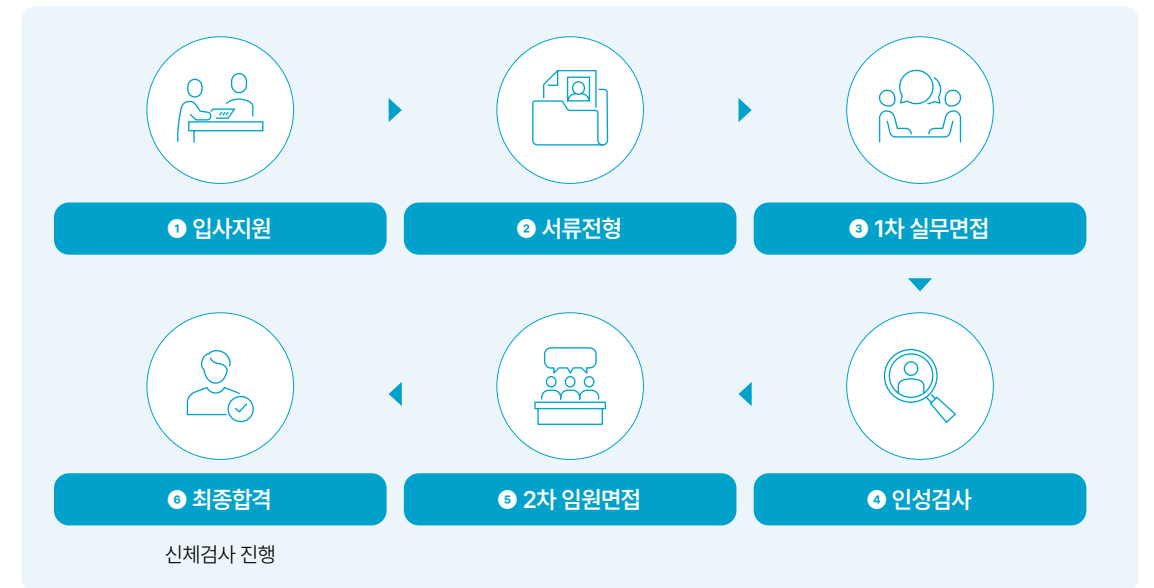 ❶ 입사지원
❷ 서류전형
❸ 1차 실무면접
❹ 인성검사
❺ 2차 임원면접
❻ 최종합격
신체검사 진행